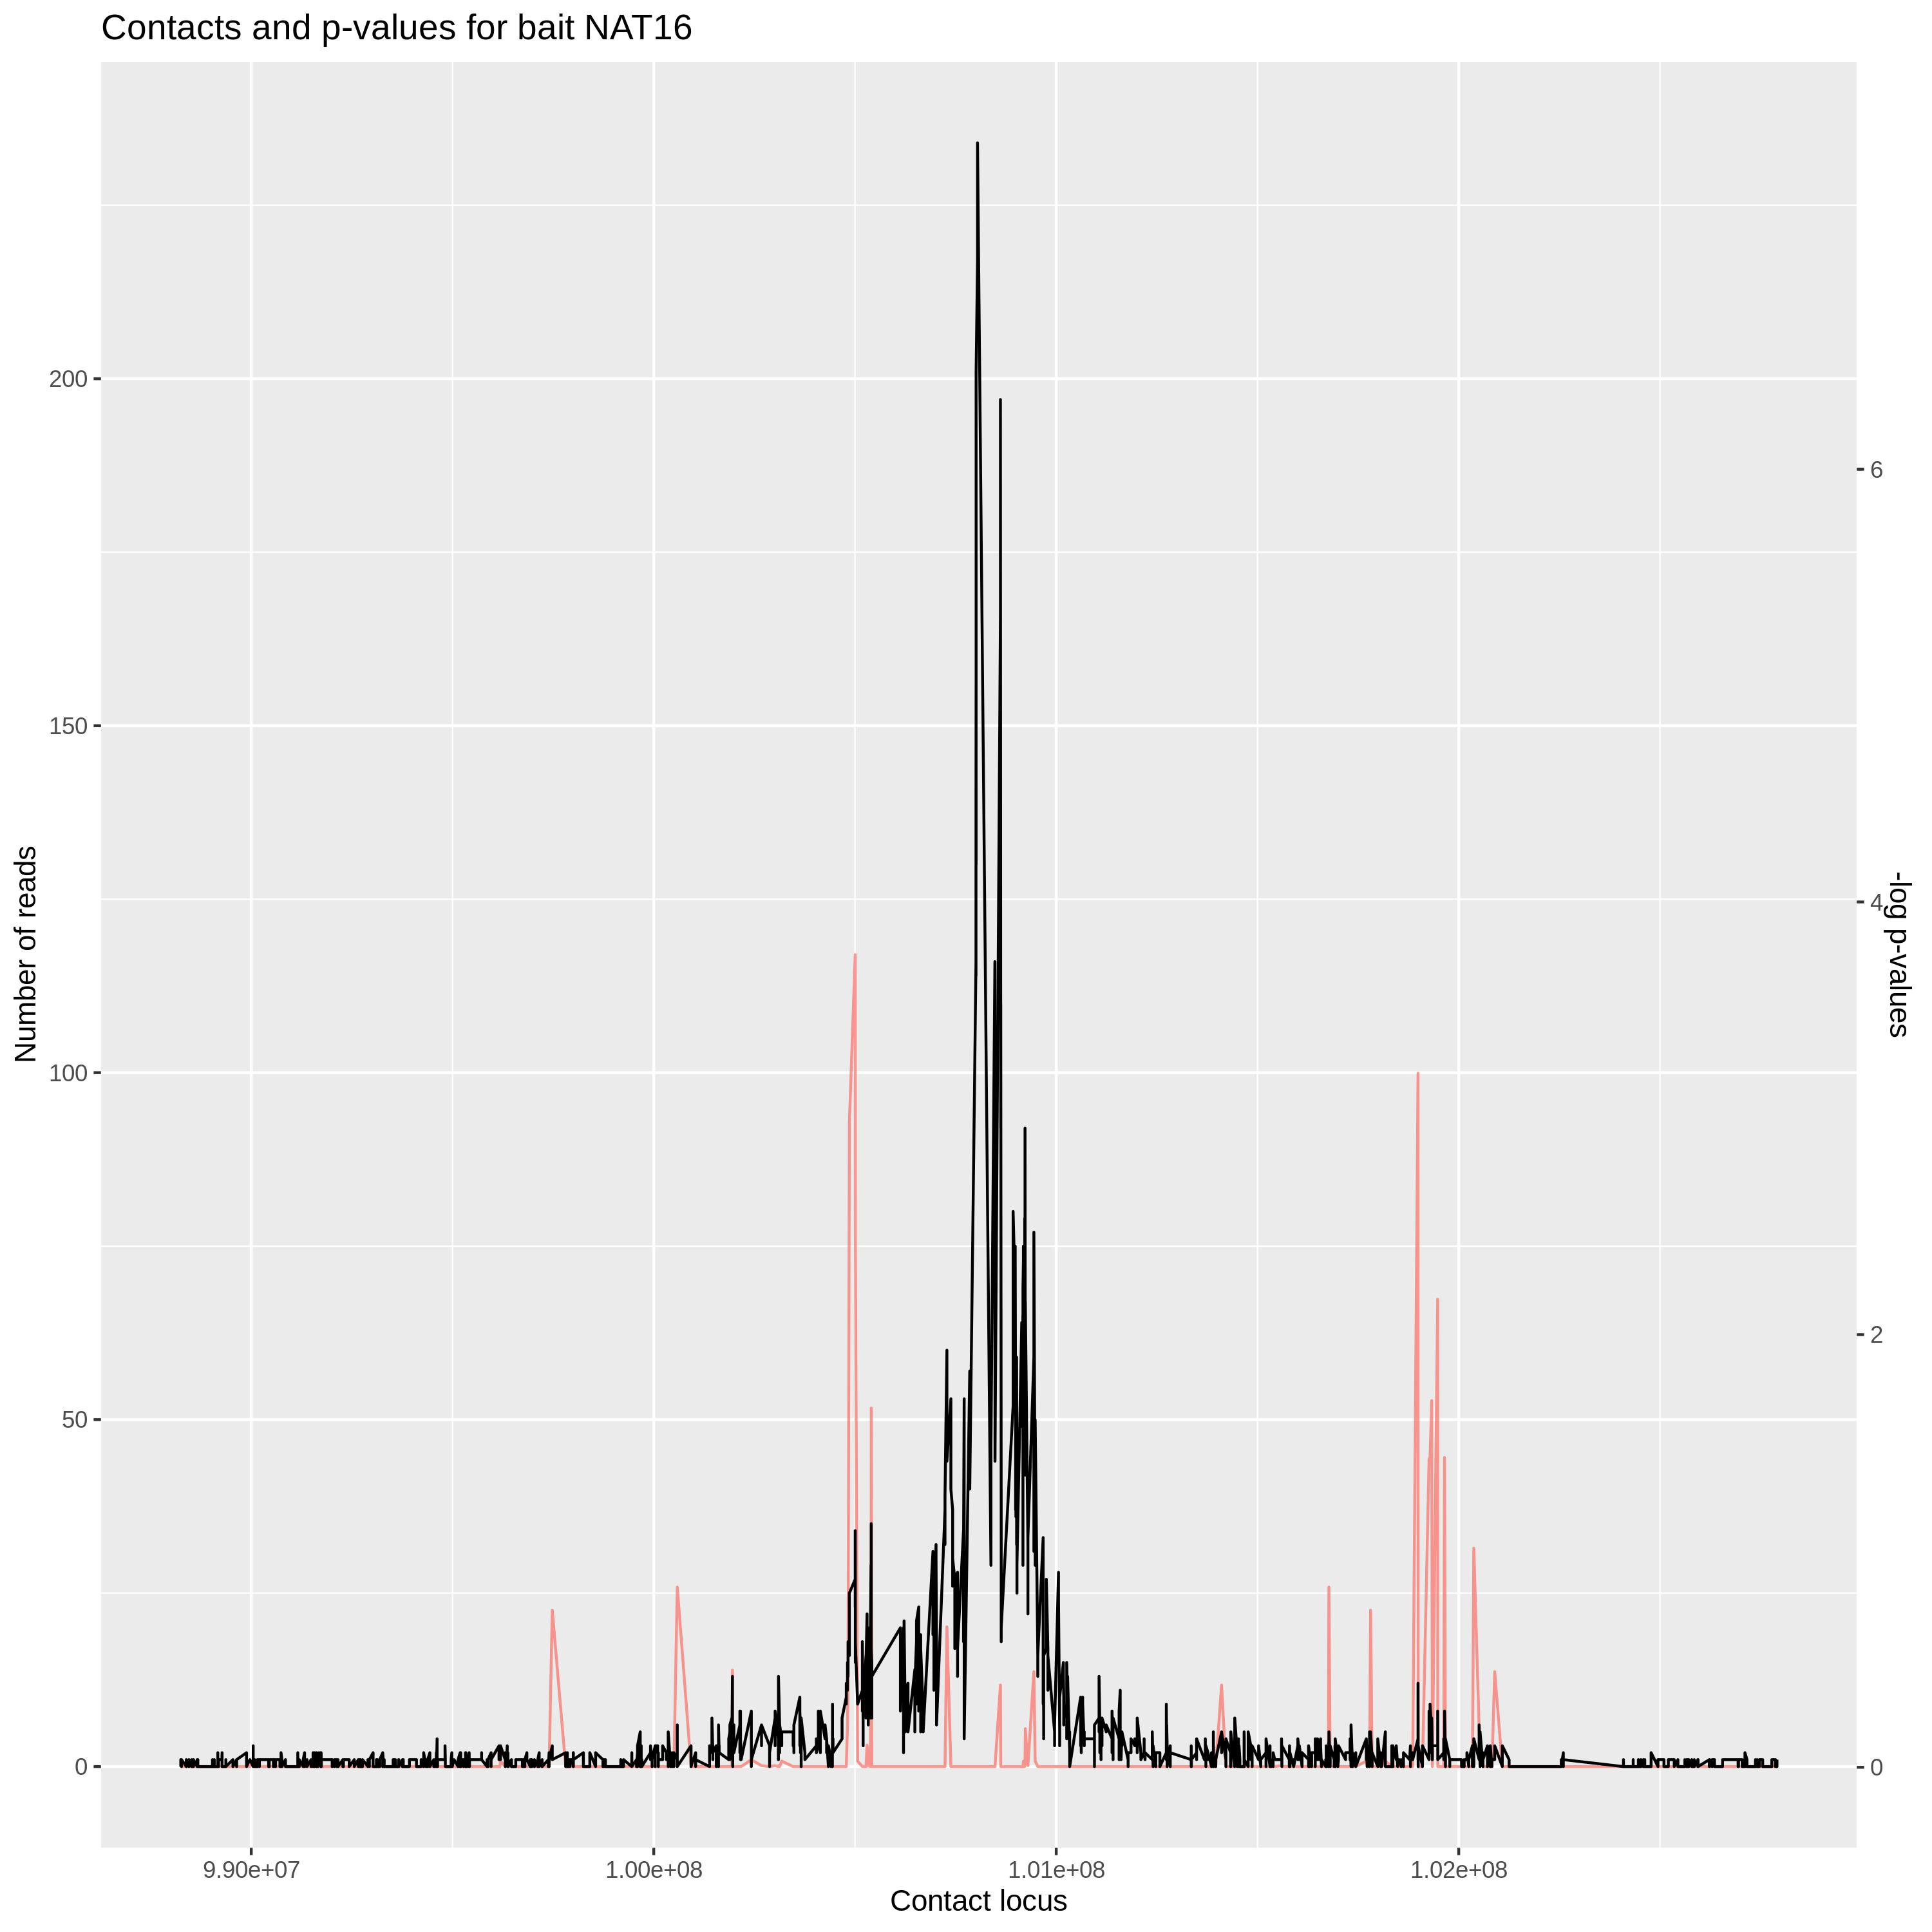 Contacts and p-values for bait NAT16
Number of reads
200
150
100
50
0
6
4
2
0
-log p-values
9.90e+07
1.00e+08
1.01e+08
1.02e+08
Contact locus